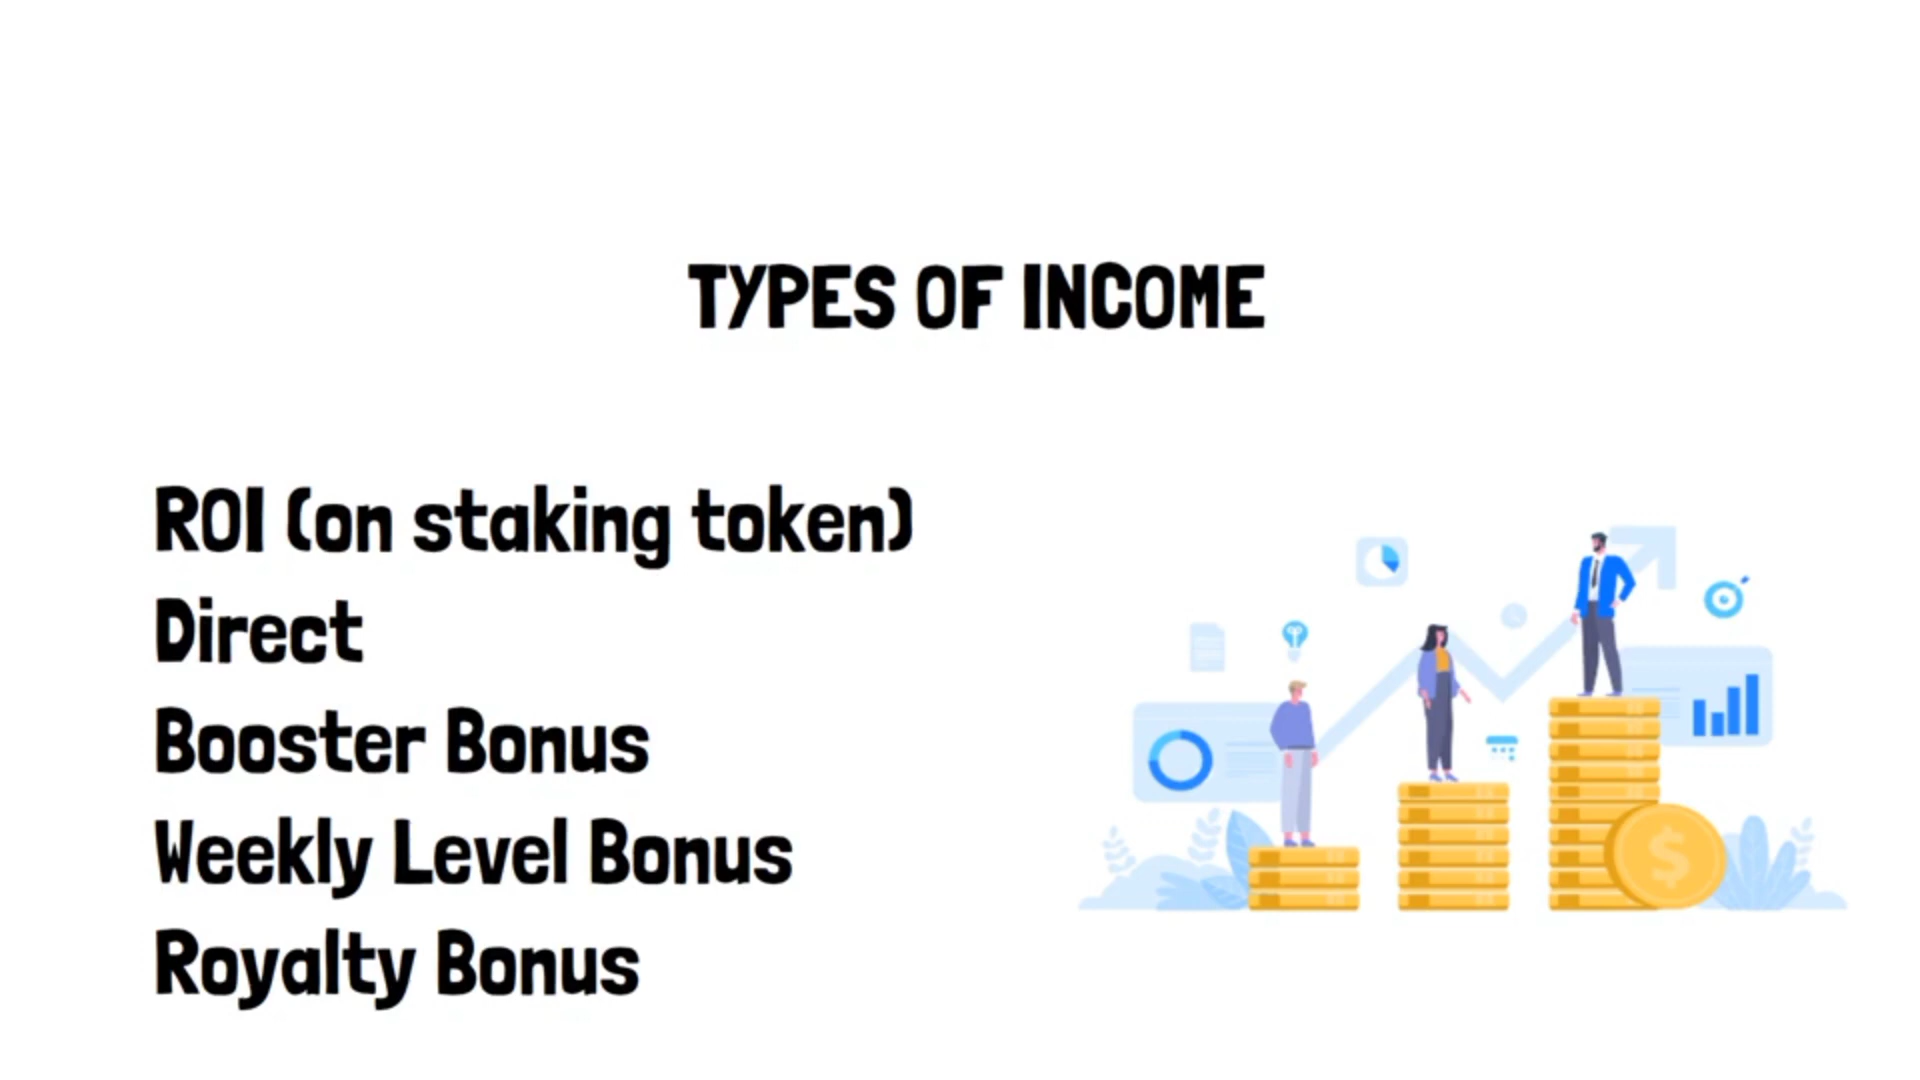 TYPES OF INCOME
ROI (on staking token)
Direct
Booster Bonus
Weekly Level Bonus
Royalty Bonus